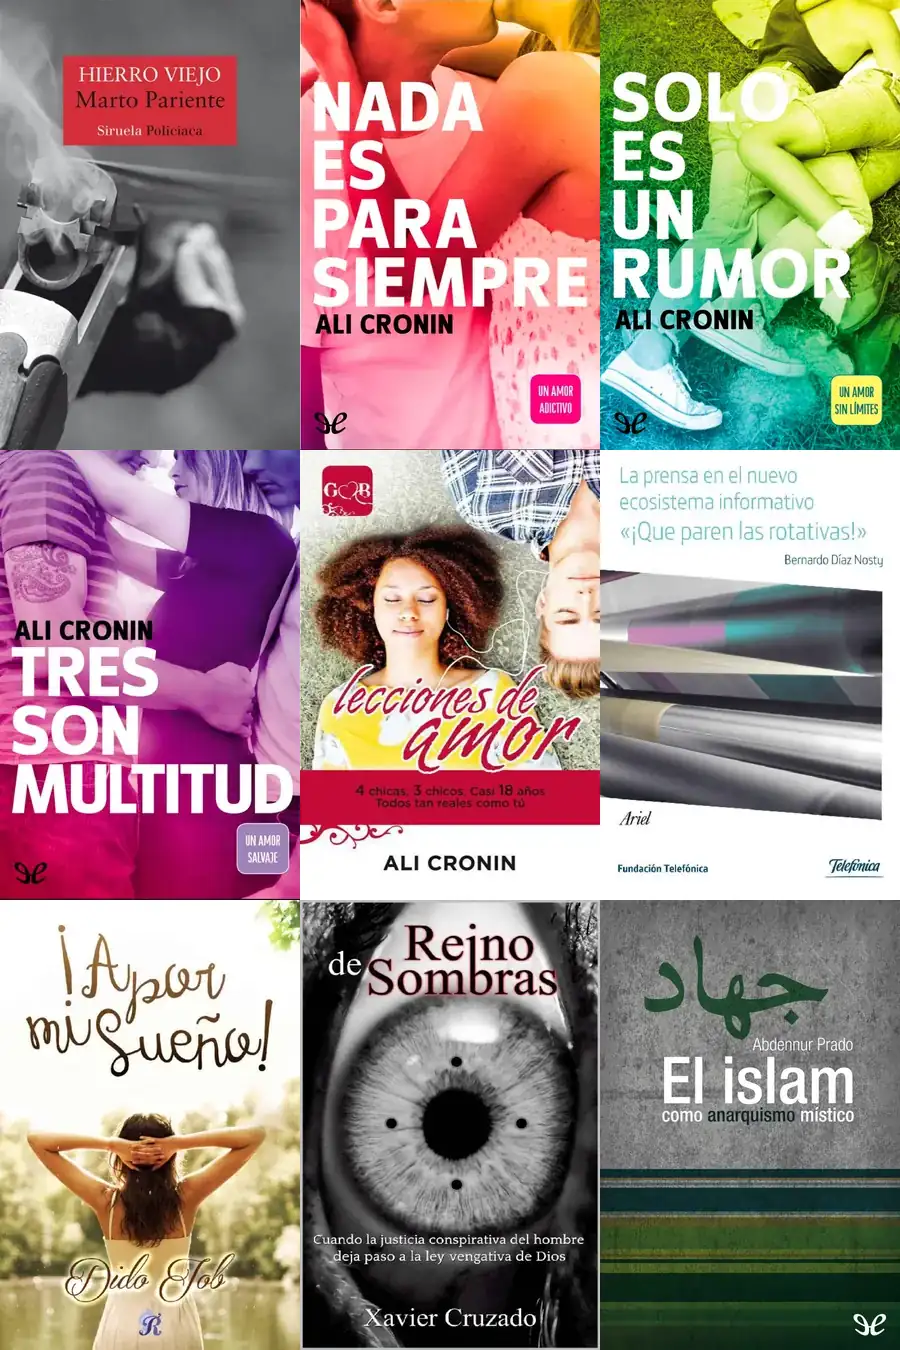 HIERRO VIEJO
Marto Pariente
Siruela Policiaca
NADA
ES
PARA
SIEMPRE
ALI CRONIN
UN AMOR
ADICTIVO
SOLO
ES
UN
RUMOR
ALI CRONIN
UN AMOR
SIN LÍMITES
ALI CRONIN
TRES
SON
MULTITUD
UN AMOR
SALVAJE
G B
lecciones de
amor
4 chicas. 3 chicos. Casi 18 años
Todos tan reales como tú
ALI CRONIN
La prensa en el nuevo
ecosistema informativo
«¡Que paren las rotativas!»
Bernardo Díaz Nosty
Ariel
Fundación Telefónica
Telefónica
¡A por
mi sueño!
Dido Job
R
Reino
de Sombras
Cuando la justicia conspirativa del hombre
deja paso a la ley vengativa de Dios
Xavier Cruzado
جهاد
Abdennur Prado
El islam
como anarquismo místico